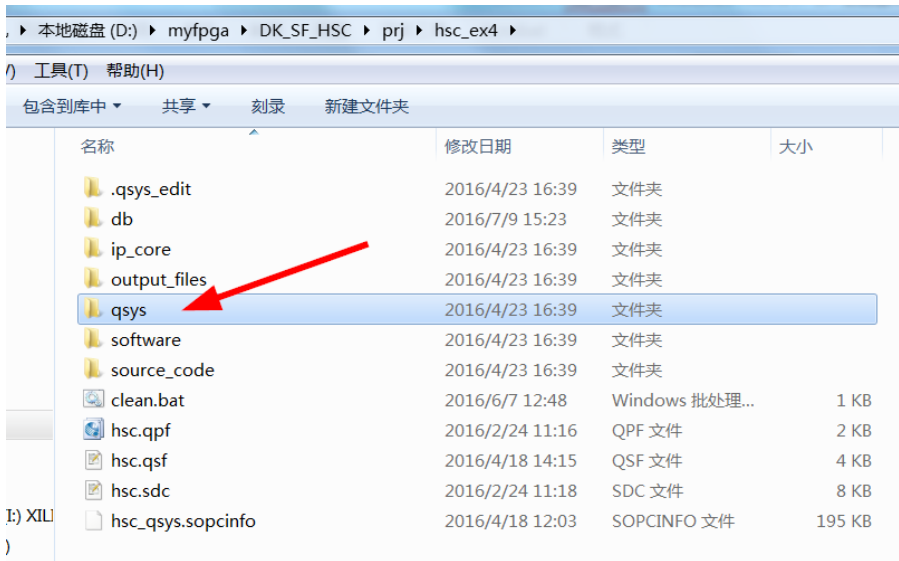 本地磁盘 (D:) ▸ myfpga ▸ DK_SF_HSC ▸ prj ▸ hsc_ex4 ▸
工具(T) 帮助(H)
包含到库中 共享 刻录 新建文件夹
名称 修改日期 类型 大小
.qsys_edit 2016/4/23 16:39 文件夹
db 2016/7/9 15:23 文件夹
ip_core 2016/4/23 16:39 文件夹
output_files 2016/4/23 16:39 文件夹
qsys 2016/4/23 16:39 文件夹
software 2016/4/23 16:39 文件夹
source_code 2016/4/23 16:39 文件夹
clean.bat 2016/6/7 12:48 Windows 批处理... 1 KB
hsc.qpf 2016/2/24 11:16 QPF 文件 2 KB
hsc.qsf 2016/4/18 14:15 QSF 文件 4 KB
hsc.sdc 2016/2/24 11:18 SDC 文件 8 KB
hsc_qsys.sopcinfo 2016/4/18 12:03 SOPCINFO 文件 195 KB